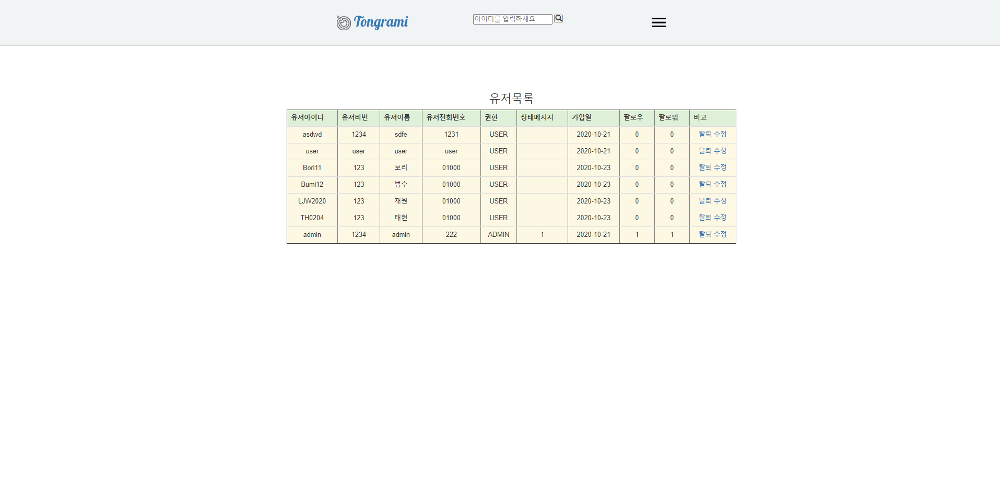 Tongrami 아이디를 입력하세요.
유저목록
유저아이디 유저비번 유저이름 유저전화번호 권한 상태메시지 가입일 팔로우 팔로워 비고
asdwd 1234 sdfe 1231 USER 2020-10-21 0 0 탈퇴 수정
user user user user USER 2020-10-21 0 0 탈퇴 수정
Bori11 123 보리 01000 USER 2020-10-23 0 0 탈퇴 수정
Bumi12 123 범수 01000 USER 2020-10-23 0 0 탈퇴 수정
LJW2020 123 재원 01000 USER 2020-10-23 0 0 탈퇴 수정
TH0204 123 태현 01000 USER 2020-10-23 0 0 탈퇴 수정
admin 1234 admin 222 ADMIN 1 2020-10-21 1 1 탈퇴 수정